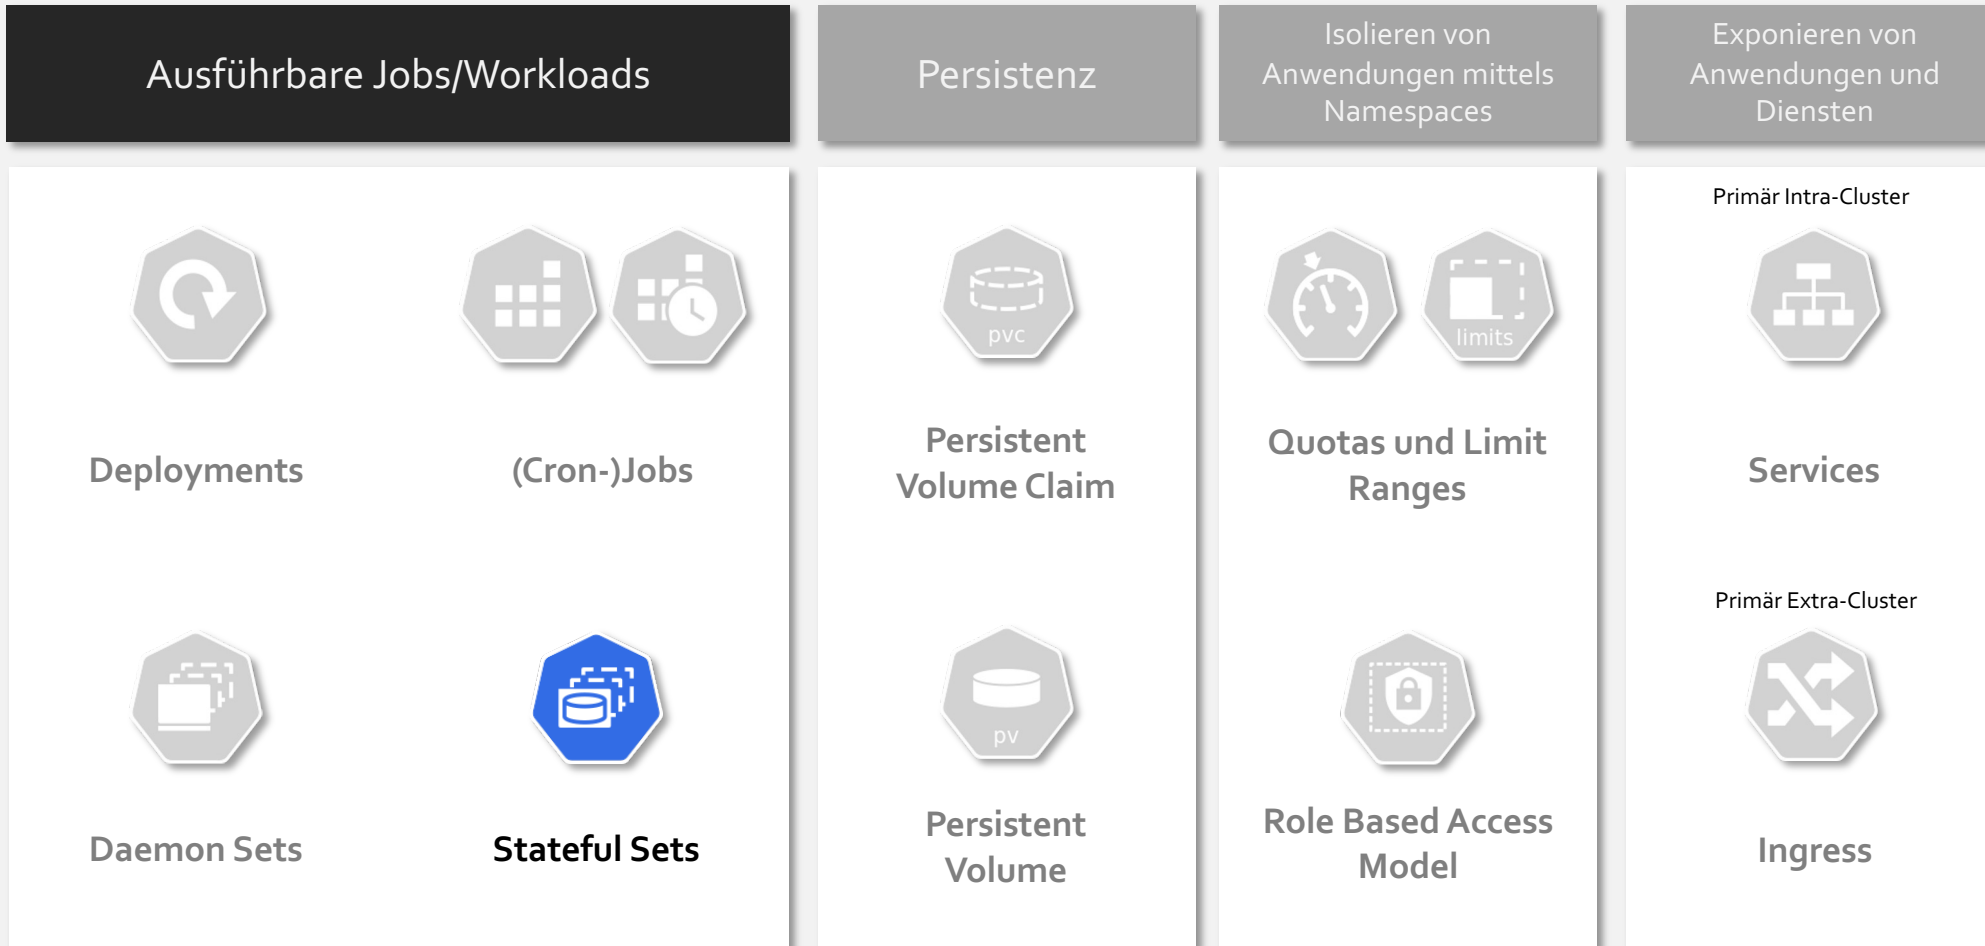 Ausführbare Jobs/Workloads
Persistenz
Isolieren von
Anwendungen mittels
Namespaces
Exponieren von
Anwendungen und
Diensten
Deployments
(Cron-)Jobs
Daemon Sets
Stateful Sets
pvc
Persistent
Volume Claim
pv
Persistent
Volume
limits
Quotas und Limit
Ranges
Role Based Access
Model
Primär Intra-Cluster
Services
Primär Extra-Cluster
Ingress